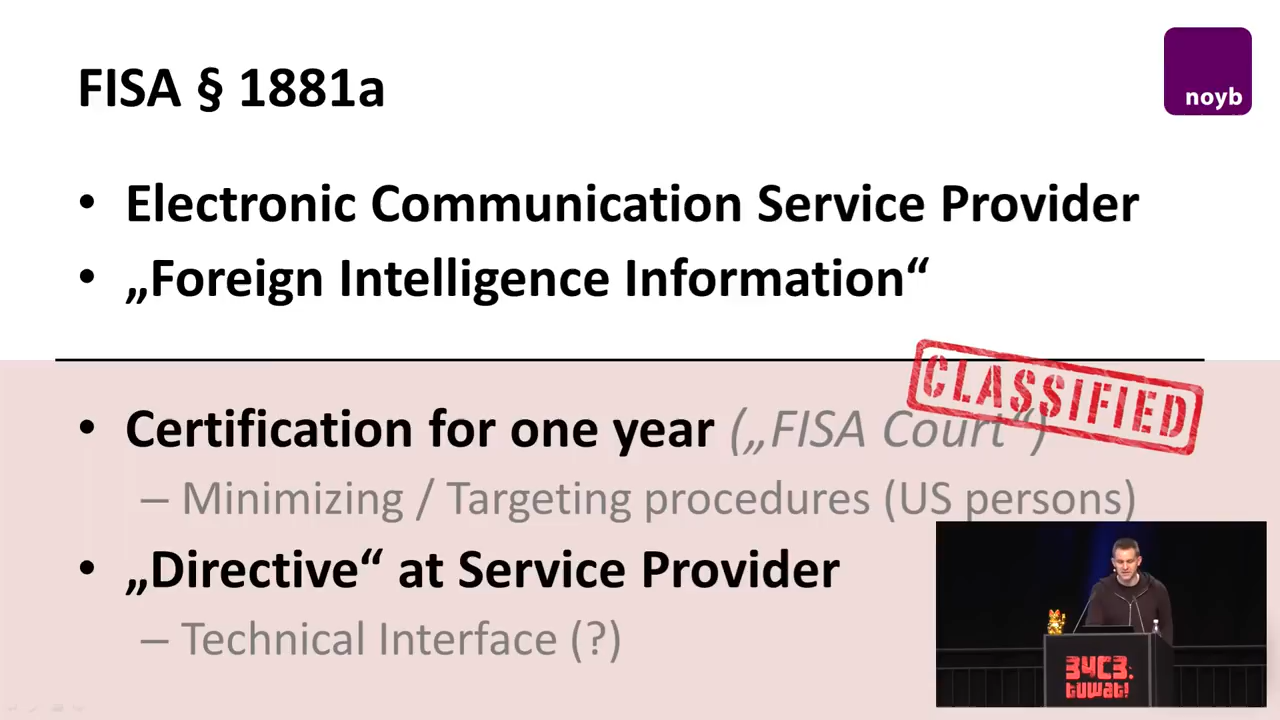 FISA § 1881a
noyb
• Electronic Communication Service Provider
• „Foreign Intelligence Information“
CLASSIFIED
• Certification for one year („FISA Court“)
– Minimizing / Targeting procedures (US persons)
• „Directive“ at Service Provider
– Technical Interface (?)
34C3.
tuwat!